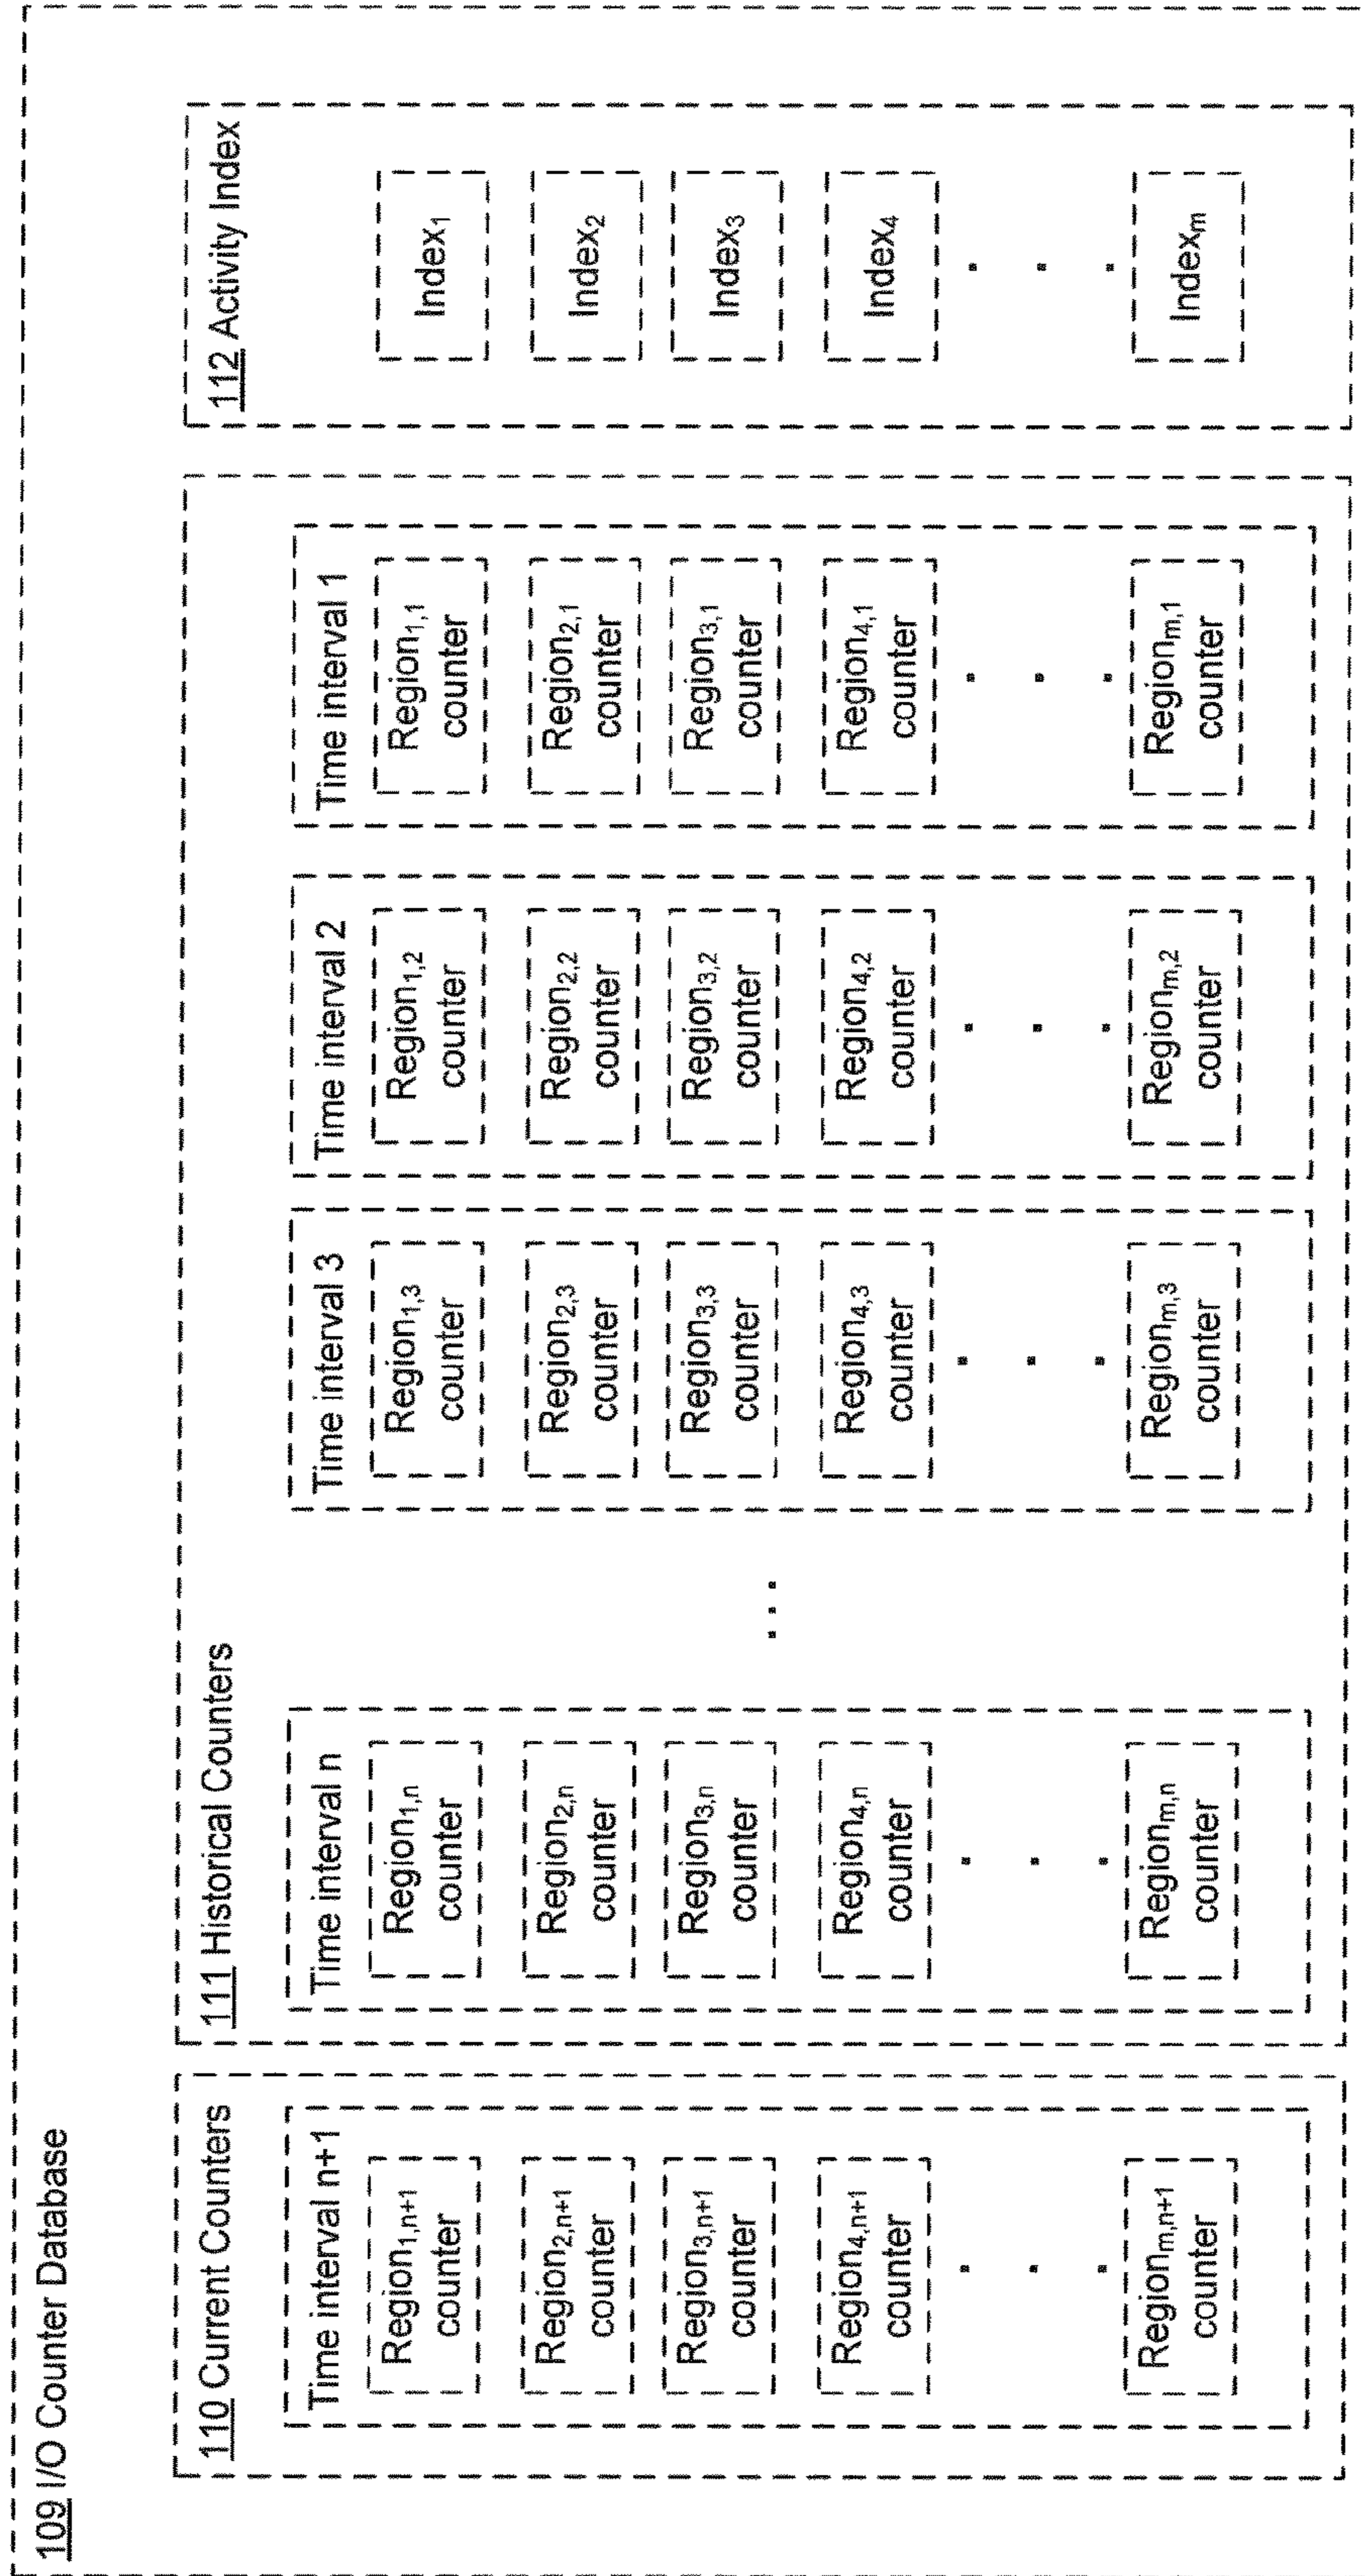 109 I/O Counter Database
110 Current Counters
Time interval n+1
Region1,n+1
counter
Region2,n+1
counter
Region3,n+1
counter
Region4,n+1
counter
. . .
Regionm,n+1
counter
111 Historical Counters
Time interval n
Region1,n
counter
Region2,n
counter
Region3,n
counter
Region4,n
counter
. . .
Regionm,n
counter
...
Time interval 3
Region1,3
counter
Region2,3
counter
Region3,3
counter
Region4,3
counter
. . .
Regionm,3
counter
Time interval 2
Region1,2
counter
Region2,2
counter
Region3,2
counter
Region4,2
counter
. . .
Regionm,2
counter
Time interval 1
Region1,1
counter
Region2,1
counter
Region3,1
counter
Region4,1
counter
. . .
Regionm,1
counter
112 Activity Index
Index1
Index2
Index3
Index4
. . .
Indexm